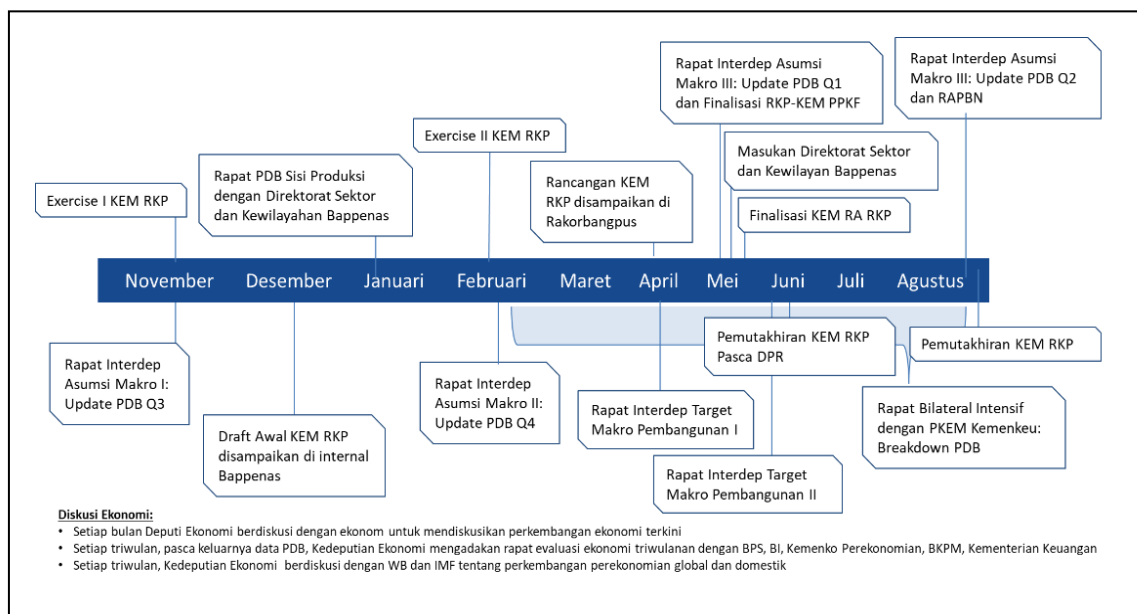 Rapat Interdep Asumsi
Makro III: Update PDB Q1
dan Finalisasi RKP-KEM PPKF
Rapat Interdep Asumsi
Makro III: Update PDB Q2
dan RAPBN
Exercise II KEM RKP
Masukan Direktorat Sektor
dan Kewilayan Bappenas
Rapat PDB Sisi Produksi
dengan Direktorat Sektor
dan Kewilayahan Bappenas
Rancangan KEM
RKP disampaikan di
Rakorbangpus
Exercise I KEM RKP
Finalisasi KEM RA RKP
November Desember Januari Februari Maret April Mei Juni Juli Agustus
Rapat Interdep
Asumsi Makro I:
Update PDB Q3
Draft Awal KEM RKP
disampaikan di internal
Bappenas
Rapat Interdep
Asumsi Makro II:
Update PDB Q4
Rapat Interdep Target
Makro Pembangunan I
Pemutakhiran KEM RKP
Pasca DPR
Rapat Interdep Target
Makro Pembangunan II
Pemutakhiran KEM RKP
Rapat Bilateral Intensif
dengan PKEM Kemenkeu:
Breakdown PDB
Diskusi Ekonomi:
• Setiap bulan Deputi Ekonomi berdiskusi dengan ekonom untuk mendiskusikan perkembangan ekonomi terkini
• Setiap triwulan, pasca keluarnya data PDB, Kedeputian Ekonomi mengadakan rapat evaluasi ekonomi triwulanan dengan BPS, BI, Kemenko Perekonomian, BKPM, Kementerian Keuangan
• Setiap triwulan, Kedeputian Ekonomi berdiskusi dengan WB dan IMF tentang perkembangan perekonomian global dan domestik